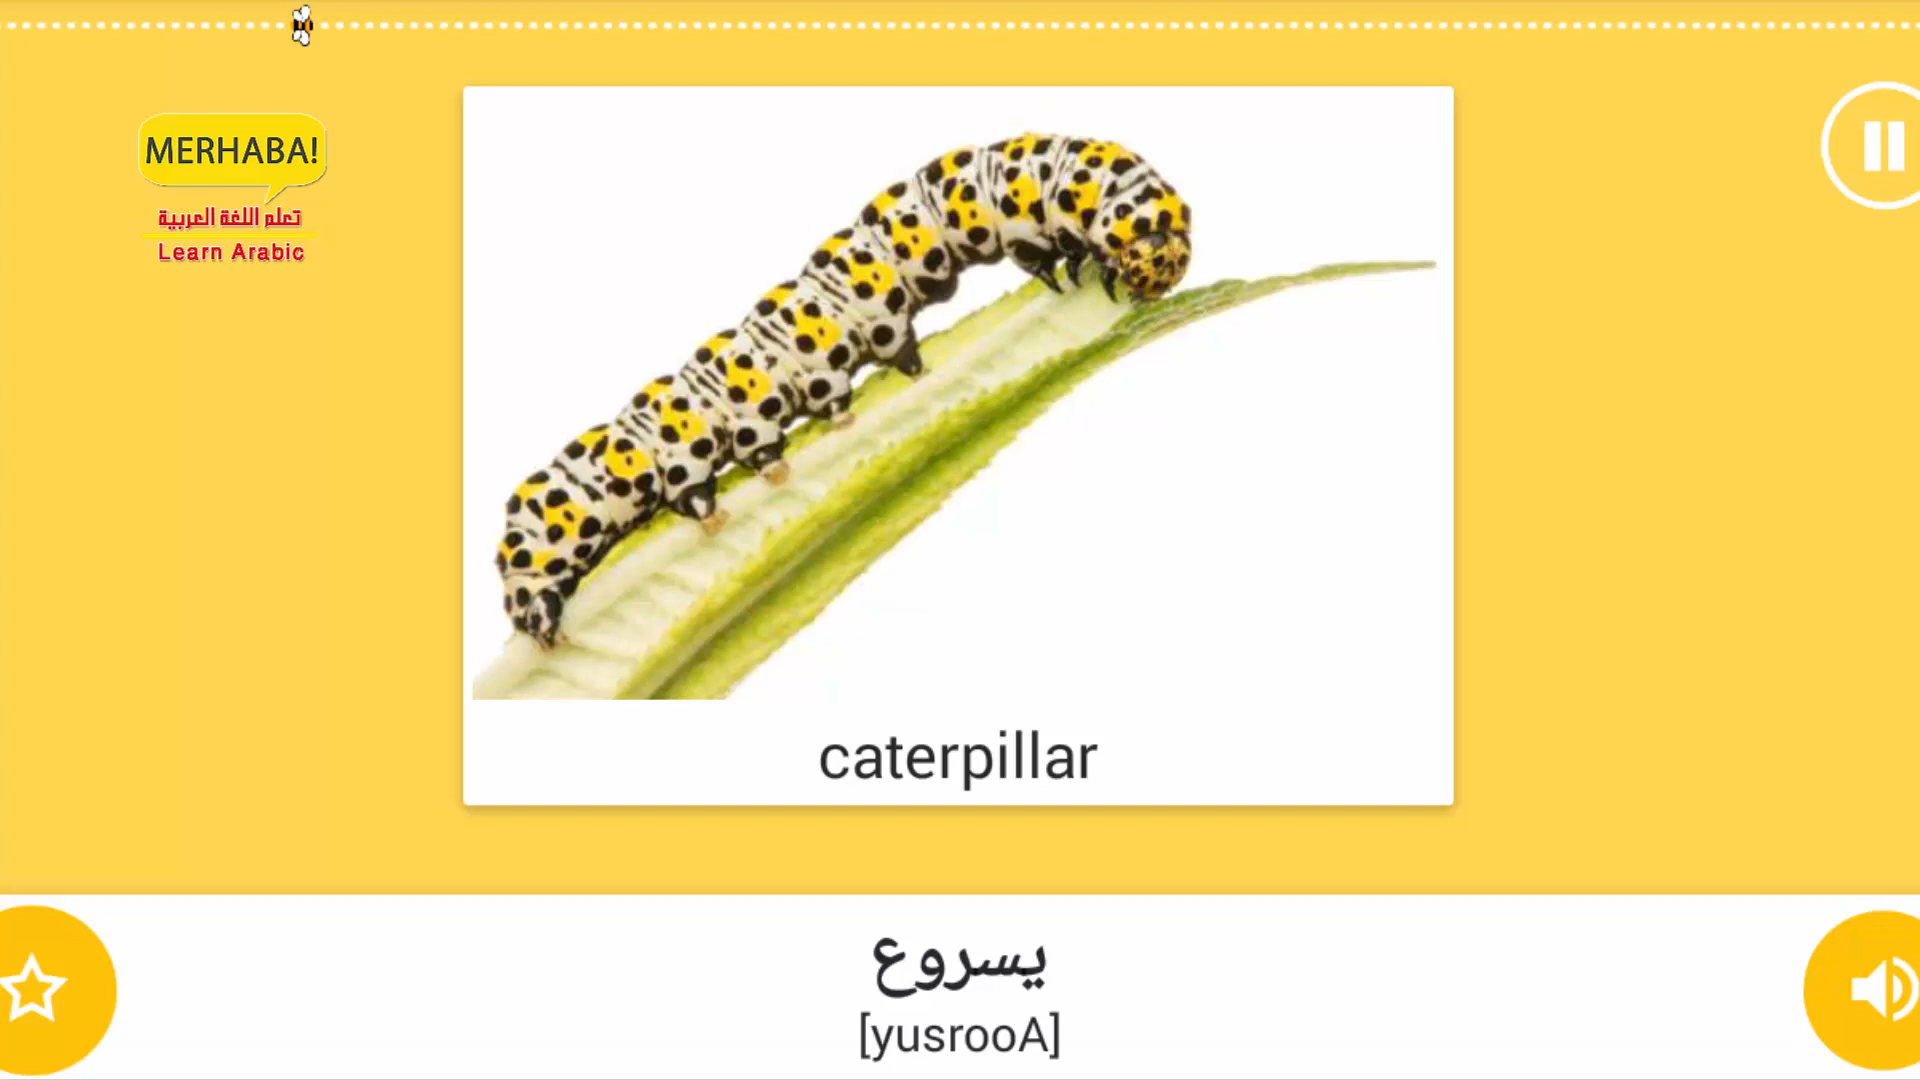 MERHABA!
تعلم اللغة العربية
Learn Arabic
caterpillar
يسروع
[yusrooA]